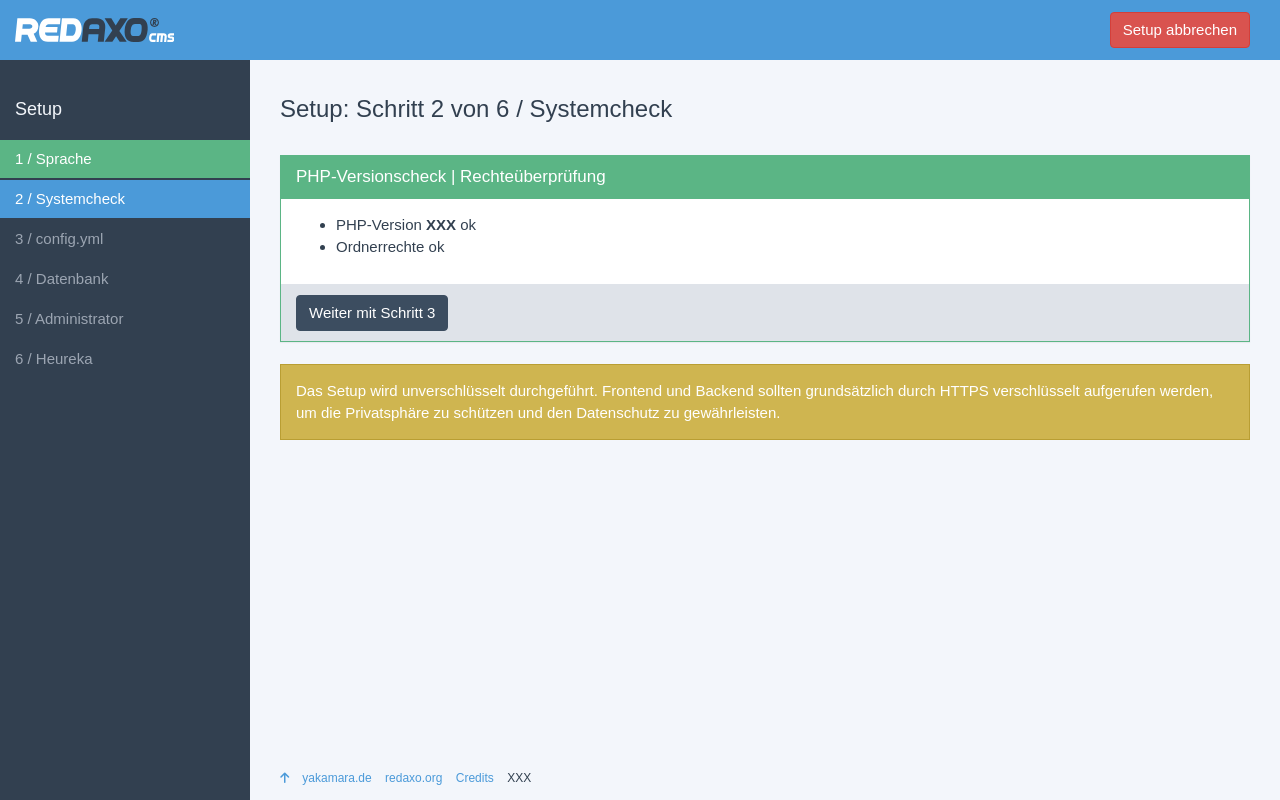 REDAXO® cms
Setup abbrechen
Setup
1 / Sprache
2 / Systemcheck
3 / config.yml
4 / Datenbank
5 / Administrator
6 / Heureka
Setup: Schritt 2 von 6 / Systemcheck
PHP-Versionscheck | Rechteüberprüfung
PHP-Version XXX ok
Ordnerrechte ok
Weiter mit Schritt 3
Das Setup wird unverschlüsselt durchgeführt. Frontend und Backend sollten grundsätzlich durch HTTPS verschlüsselt aufgerufen werden,
um die Privatsphäre zu schützen und den Datenschutz zu gewährleisten.
yakamara.de redaxo.org Credits XXX